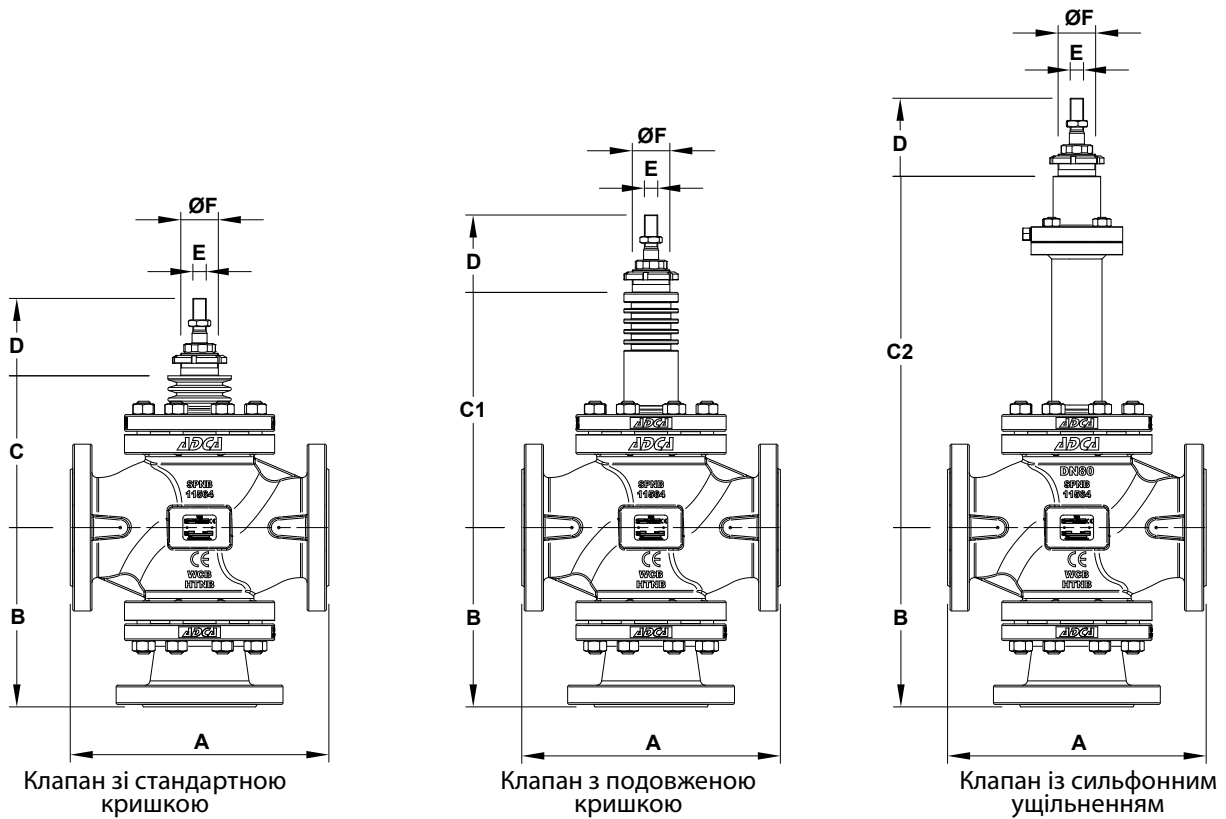 ØF
E
D
C
B
ADCA
SPNB
11564
CE
WCB
HTNB
ADCA
A
Клапан зі стандартною
кришкою
ØF
E
D
C1
B
ADCA
ADCA
SPNB
11564
CE
WCB
HTNB
ADCA
A
Клапан з подовженою
кришкою
ØF
E
D
C2
B
ADCA
ADCA
DN80
SPNB
11564
CE
WCB
HTNB
ADCA
A
Клапан із сильфонним
ущільненням